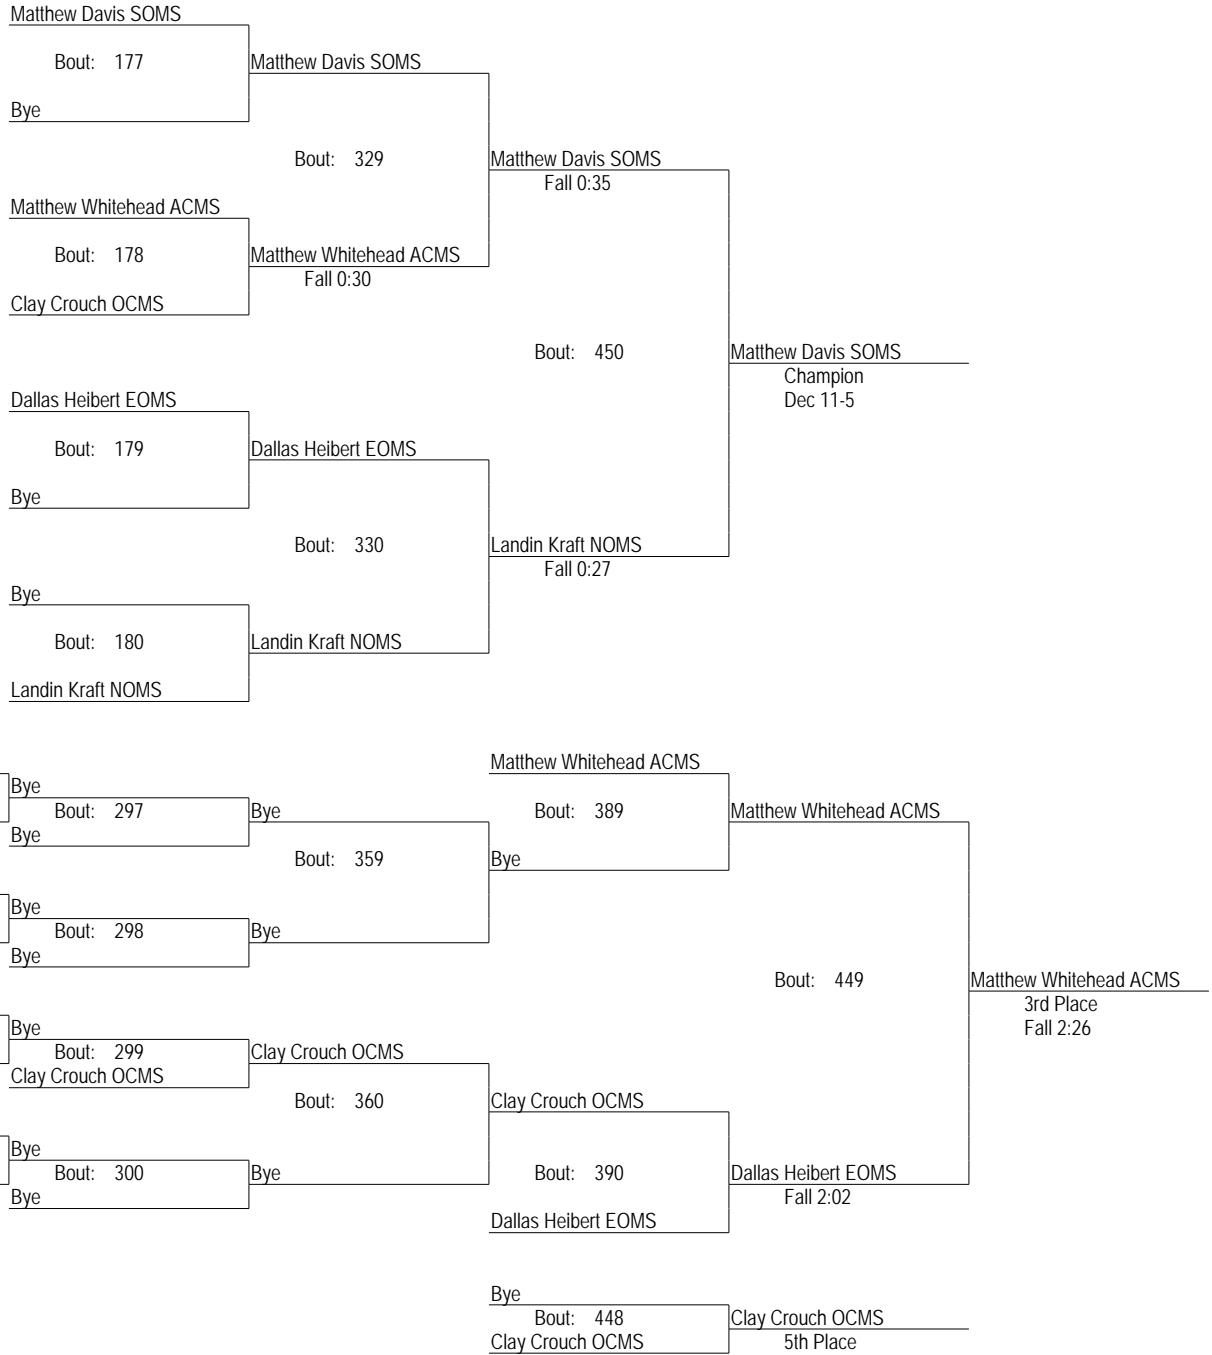 Matthew Davis SOMS
Bout: 177
Matthew Davis SOMS
Bye
Bout: 329
Matthew Davis SOMS
Fall 0:35
Matthew Whitehead ACMS
Bout: 178
Matthew Whitehead ACMS
Fall 0:30
Clay Crouch OCMS
Bout: 450
Matthew Davis SOMS
Champion
Dec 11-5
Dallas Heibert EOMS
Bout: 179
Dallas Heibert EOMS
Bye
Bout: 330
Landin Kraft NOMS
Fall 0:27
Bye
Bout: 180
Landin Kraft NOMS
Landin Kraft NOMS
Matthew Whitehead ACMS
Bye
Bout: 297
Bye
Bout: 389
Matthew Whitehead ACMS
Bye
Bout: 359
Bye
Bye
Bout: 298
Bye
Bye
Bout: 449
Matthew Whitehead ACMS
3rd Place
Fall 2:26
Bye
Bout: 299
Clay Crouch OCMS
Clay Crouch OCMS
Bout: 360
Clay Crouch OCMS
Bye
Bout: 300
Bye
Bout: 390
Dallas Heibert EOMS
Fall 2:02
Bye
Dallas Heibert EOMS
Bye
Bout: 448
Clay Crouch OCMS
Clay Crouch OCMS
5th Place